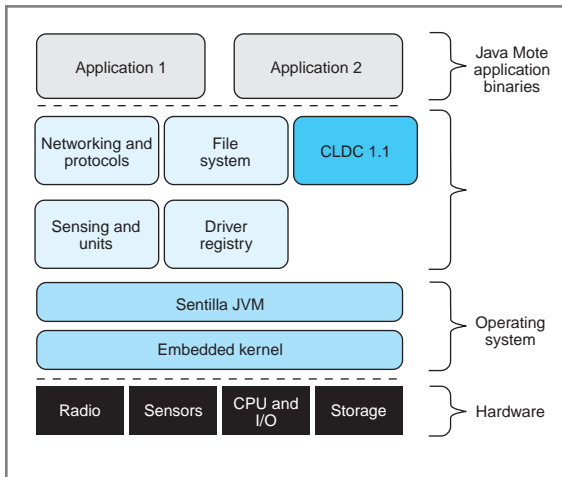 Application 1
Application 2
Java Mote
application
binaries
Networking and
protocols
File
system
CLDC 1.1
Sensing and
units
Driver
registry
Sentilla JVM
Embedded kernel
Operating
system
Radio
Sensors
CPU and
I/O
Storage
Hardware